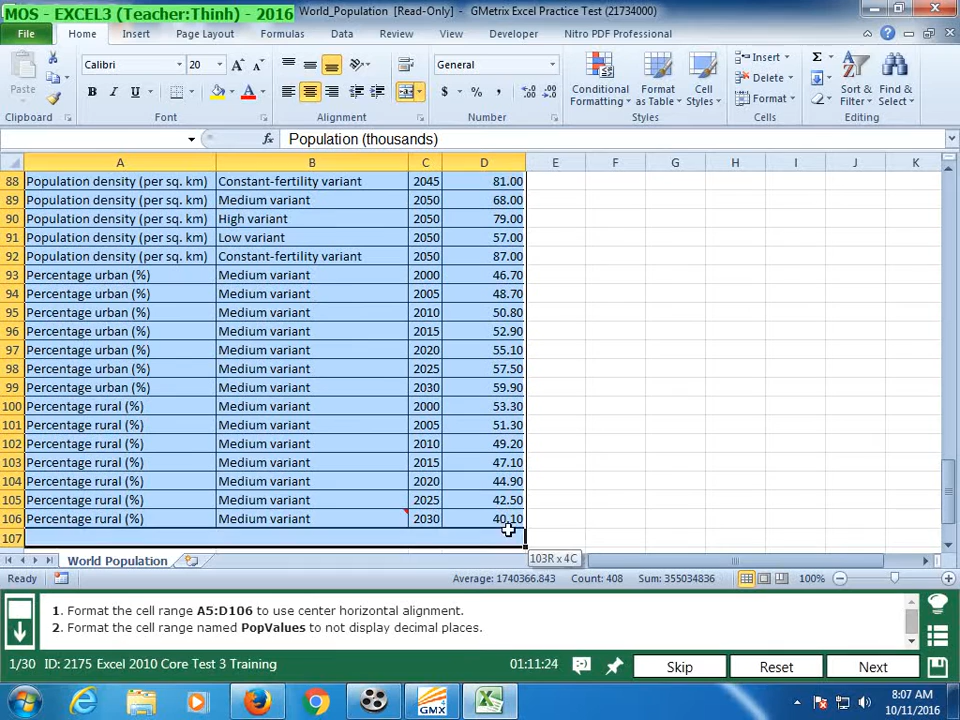 MOS - EXCEL3 (Teacher:Thinh) - 2016
World_Population [Read-Only] - GMetrix Excel Practice Test (21734000)
File Home Insert Page Layout Formulas Data Review View Developer Nitro PDF Professional
Calibri 20 General
Paste B I U $ % , Conditional Formatting Format as Table Cell Styles Insert Delete Format Σ Sort & Filter Find & Select
Clipboard Font Alignment Number Styles Cells Editing
fx Population (thousands)
A B C D E F G H I J K
88 Population density (per sq. km) Constant-fertility variant 2045 81.00
89 Population density (per sq. km) Medium variant 2050 68.00
90 Population density (per sq. km) High variant 2050 79.00
91 Population density (per sq. km) Low variant 2050 57.00
92 Population density (per sq. km) Constant-fertility variant 2050 87.00
93 Percentage urban (%) Medium variant 2000 46.70
94 Percentage urban (%) Medium variant 2005 48.70
95 Percentage urban (%) Medium variant 2010 50.80
96 Percentage urban (%) Medium variant 2015 52.90
97 Percentage urban (%) Medium variant 2020 55.10
98 Percentage urban (%) Medium variant 2025 57.50
99 Percentage urban (%) Medium variant 2030 59.90
100 Percentage rural (%) Medium variant 2000 53.30
101 Percentage rural (%) Medium variant 2005 51.30
102 Percentage rural (%) Medium variant 2010 49.20
103 Percentage rural (%) Medium variant 2015 47.10
104 Percentage rural (%) Medium variant 2020 44.90
105 Percentage rural (%) Medium variant 2025 42.50
106 Percentage rural (%) Medium variant 2030 40.10
107
103R x 4C
World Population
Ready Average: 1740366.843 Count: 408 Sum: 355034836 100%
1. Format the cell range A5:D106 to use center horizontal alignment.
2. Format the cell range named PopValues to not display decimal places.
1/30 ID: 2175 Excel 2010 Core Test 3 Training 01:11:24 Skip Reset Next
GMX
8:07 AM
10/11/2016